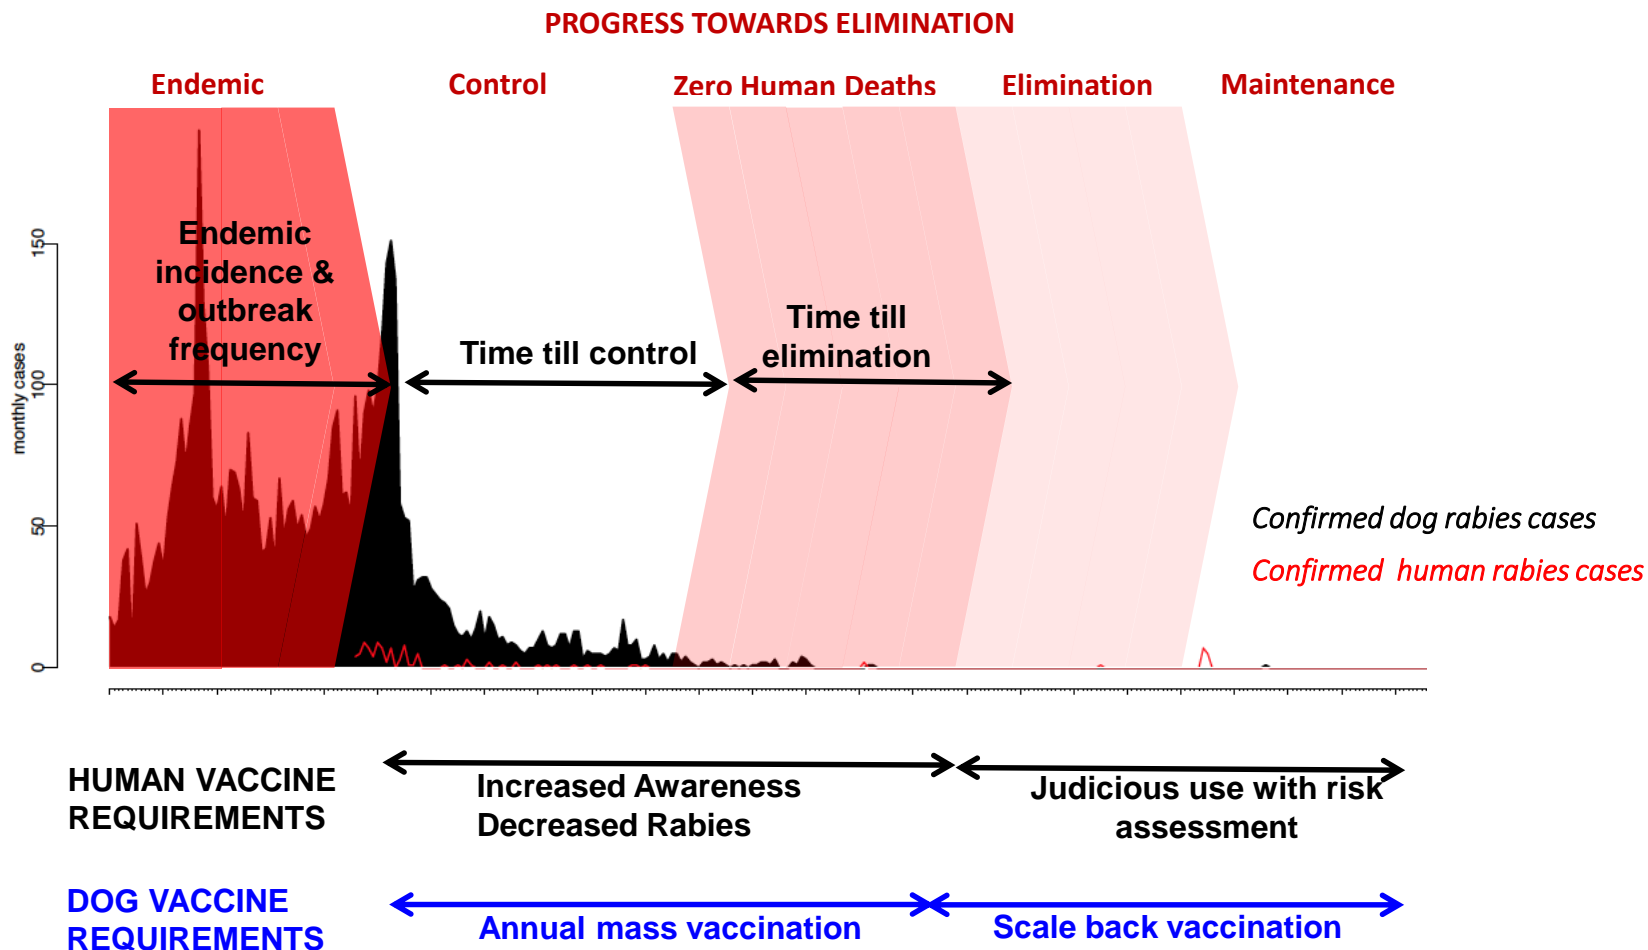 PROGRESS TOWARDS ELIMINATION
Endemic
Control
Zero Human Deaths
Elimination
Maintenance
Endemic
incidence &
outbreak
frequency
Time till control
Time till
elimination
monthly cases
150
100
50
0
Confirmed dog rabies cases
Confirmed human rabies cases
HUMAN VACCINE
REQUIREMENTS
Increased Awareness
Decreased Rabies
Judicious use with risk
assessment
DOG VACCINE
REQUIREMENTS
Annual mass vaccination
Scale back vaccination